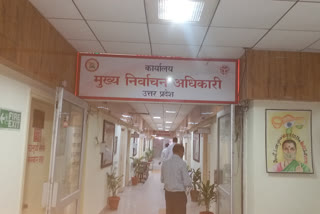 कार्यालय
मुख्य निर्वाचन अधिकारी
उत्तर प्रदेश